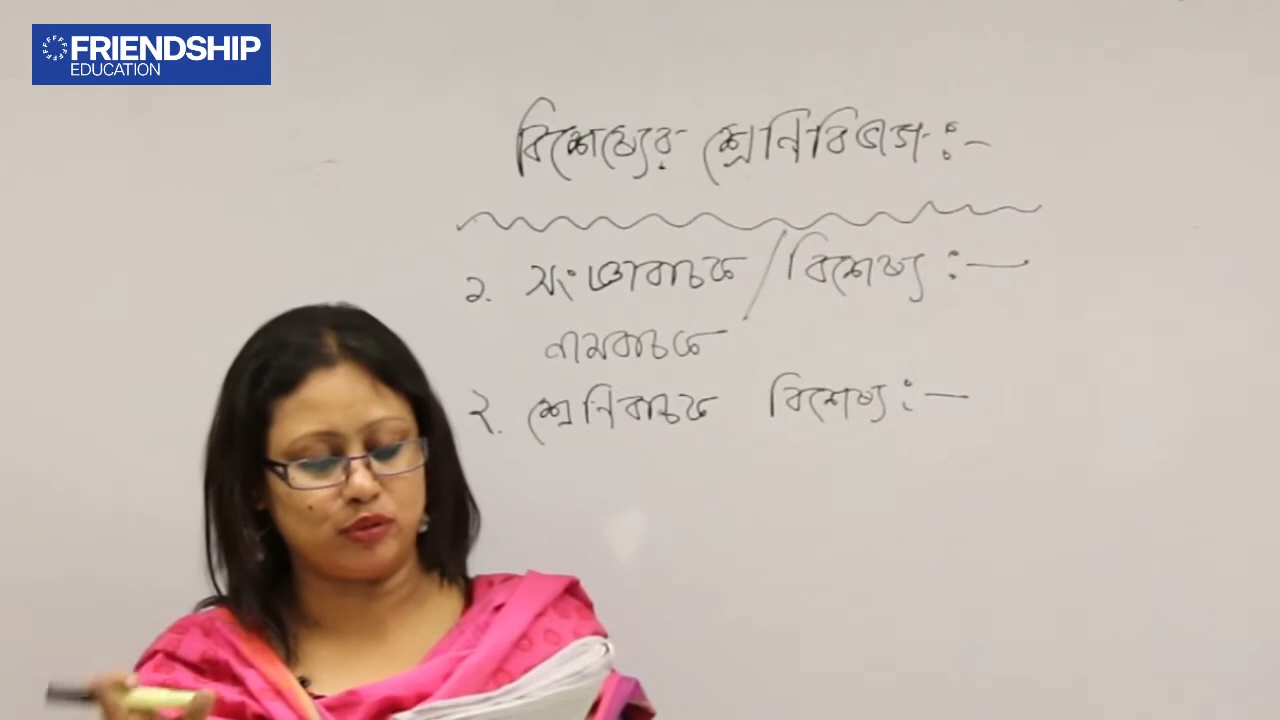 FRIENDSHIP
EDUCATION
বিশেষ্যের শ্রেনিবিভাগ:-
১. সংজ্ঞাবাচক / বিশেষ্য :—
নামবাচক
২. শ্রেনিবাচক বিশেষ্য:—